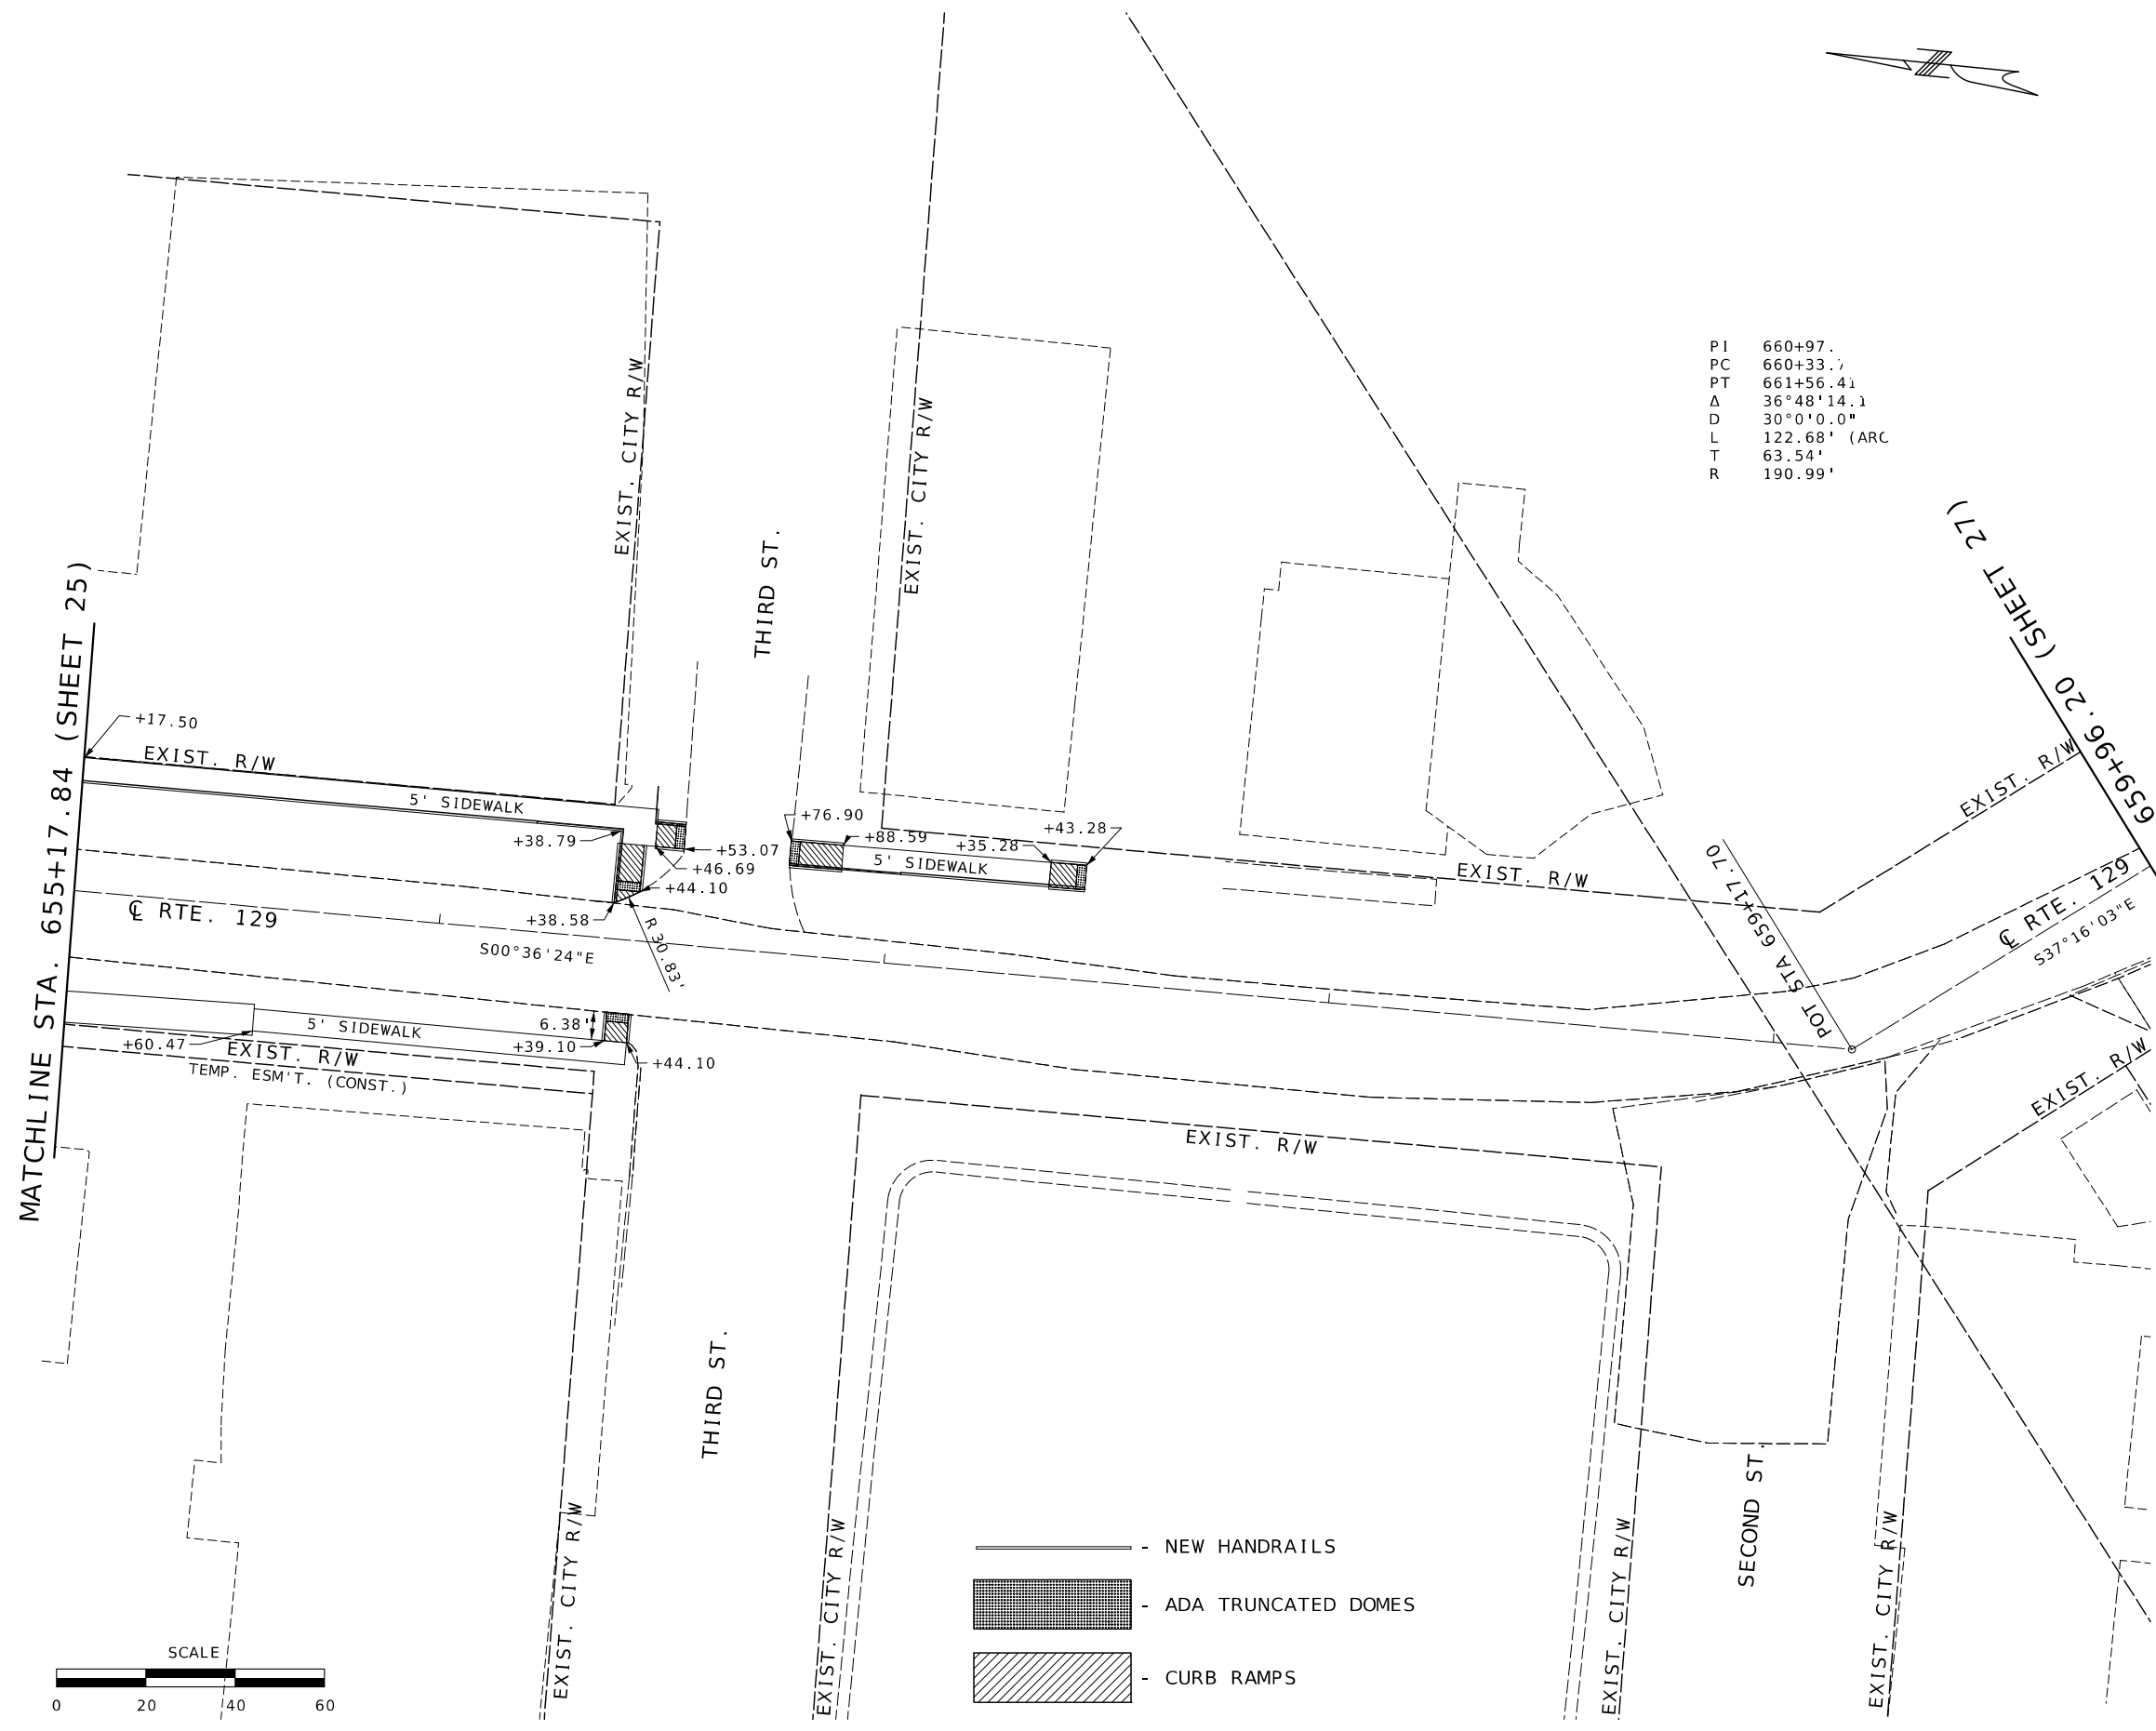 PI 660+97.
PC 660+33.7
PT 661+56.41
Δ 36°48'14.1
D 30°0'0.0"
L 122.68' (ARC
T 63.54'
R 190.99'
MATCHLINE STA. 655+17.84 (SHEET 25)
659+96.20 (SHEET 27)
EXIST. CITY R/W
EXIST. CITY R/W
THIRD ST.
+17.50
EXIST. R/W
5' SIDEWALK
+38.79
+53.07
+46.69
+44.10
+38.58
R 30.83'
+76.90
+88.59
+35.28
+43.28
5' SIDEWALK
EXIST. R/W
POT STA 659+17.70
EXIST. R/W
℄ RTE. 129
S37°16'03"E
℄ RTE. 129
S00°36'24"E
5' SIDEWALK
6.38'
+39.10
+44.10
+60.47
EXIST. R/W
TEMP. ESM'T. (CONST.)
EXIST. R/W
EXIST. R/W
THIRD ST.
SECOND ST.
EXIST. CITY R/W
EXIST. CITY R/W
EXIST. CITY R/W
EXIST. CITY R/W
- NEW HANDRAILS
- ADA TRUNCATED DOMES
- CURB RAMPS
SCALE
0 20 40 60